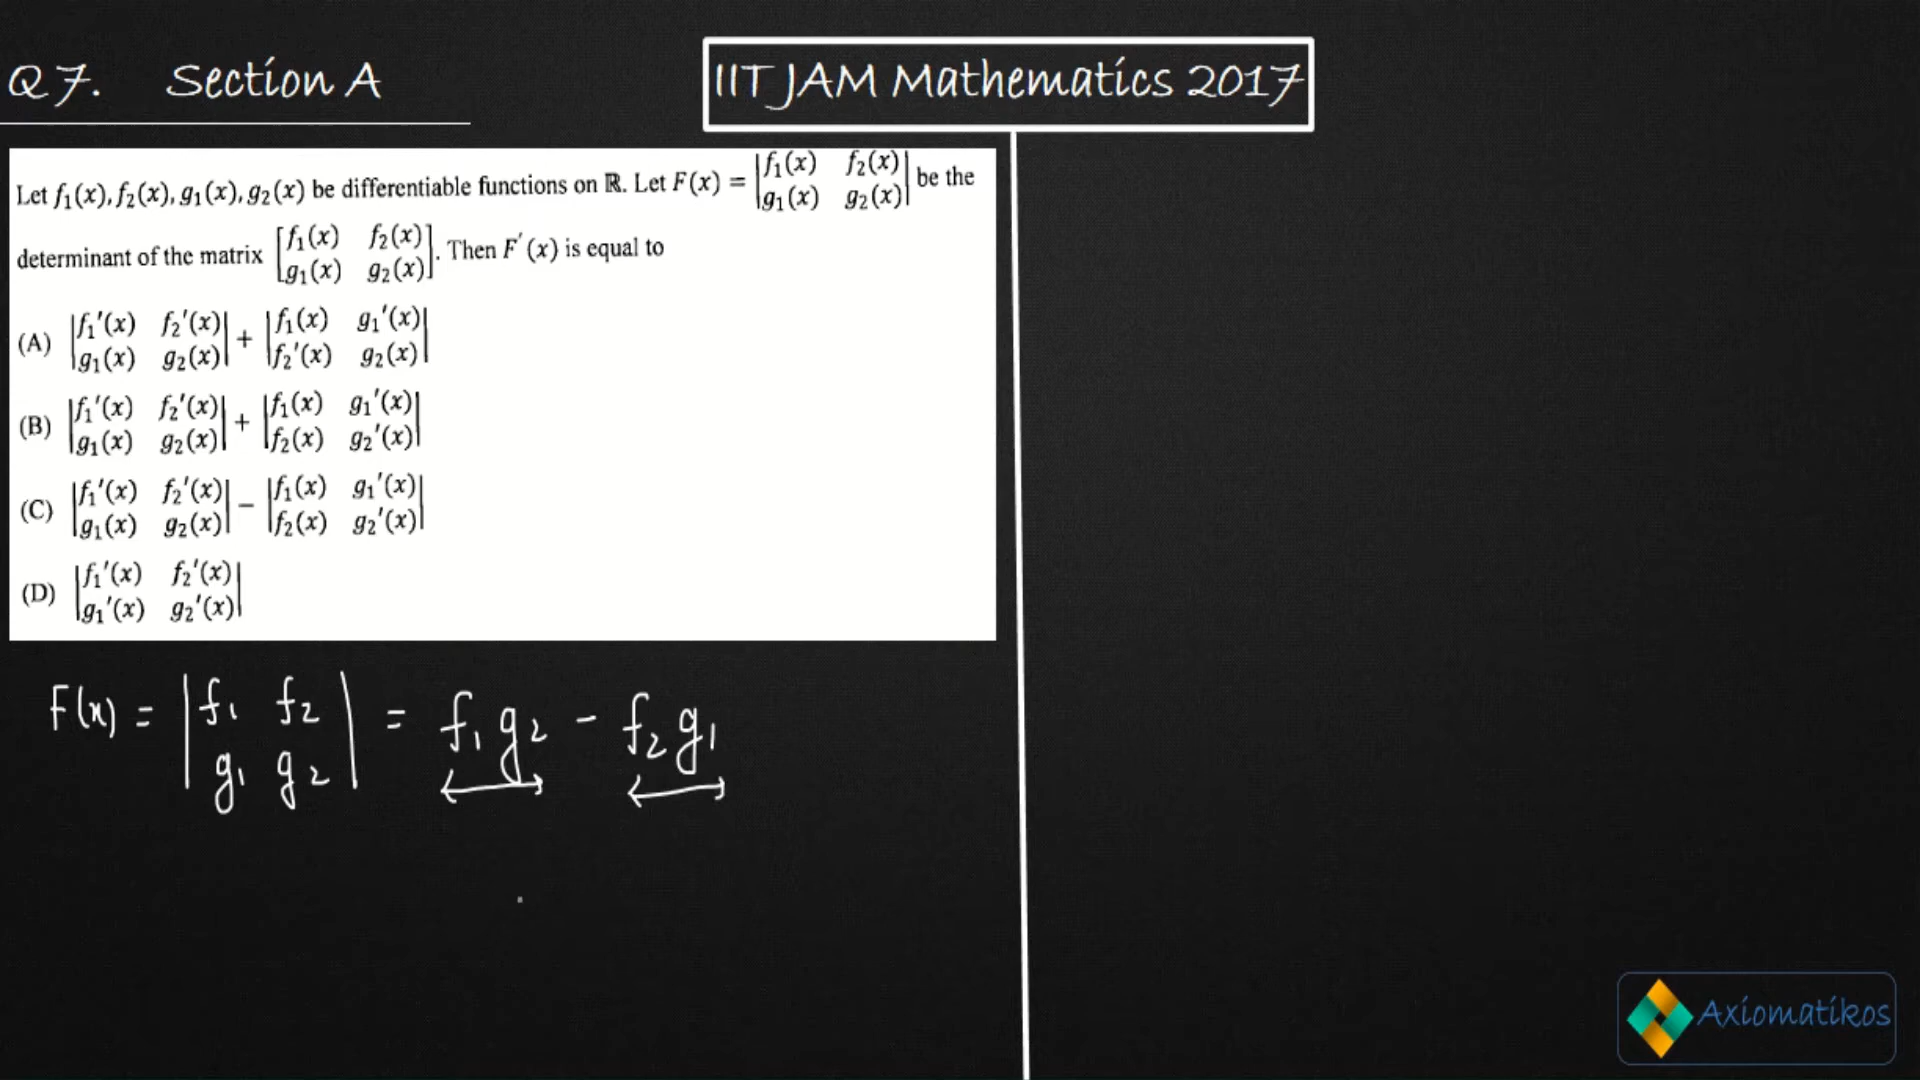 Q 7. Section A
IIT JAM Mathematics 2017
Let f₁(x), f₂(x), g₁(x), g₂(x) be differentiable functions on ℝ. Let F(x) = |f₁(x) f₂(x)| be the
|g₁(x) g₂(x)|
determinant of the matrix [f₁(x) f₂(x)]. Then F′(x) is equal to
[g₁(x) g₂(x)]
(A) |f₁′(x) f₂′(x)| + |f₁(x) g₁′(x)|
|g₁(x) g₂(x)| |f₂′(x) g₂(x)|
(B) |f₁′(x) f₂′(x)| + |f₁(x) g₁′(x)|
|g₁(x) g₂(x)| |f₂(x) g₂′(x)|
(C) |f₁′(x) f₂′(x)| − |f₁(x) g₁′(x)|
|g₁(x) g₂(x)| |f₂(x) g₂′(x)|
(D) |f₁′(x) f₂′(x)|
|g₁′(x) g₂′(x)|
F(x) = |f₁ f₂| = f₁g₂ - f₂g₁
|g₁ g₂|
Axiomatikos